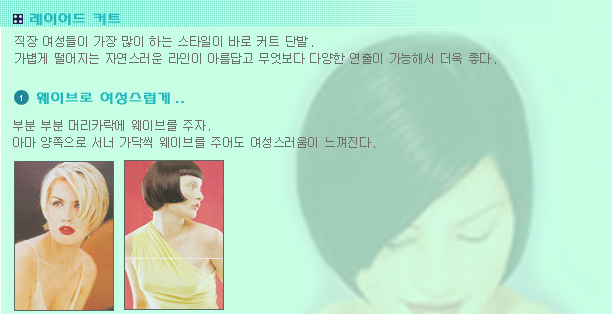 레이어드 커트
직장 여성들이 가장 많이 하는 스타일이 바로 커트 단발.
가볍게 떨어지는 자연스러운 라인이 아름답고 무엇보다 다양한 연출이 가능해서 더욱 좋다.
1 웨이브로 여성스럽게..
부분 부분 머리카락에 웨이브를 주자.
이마 양쪽으로 서너 가닥씩 웨이브를 주어도 여성스러움이 느껴진다.